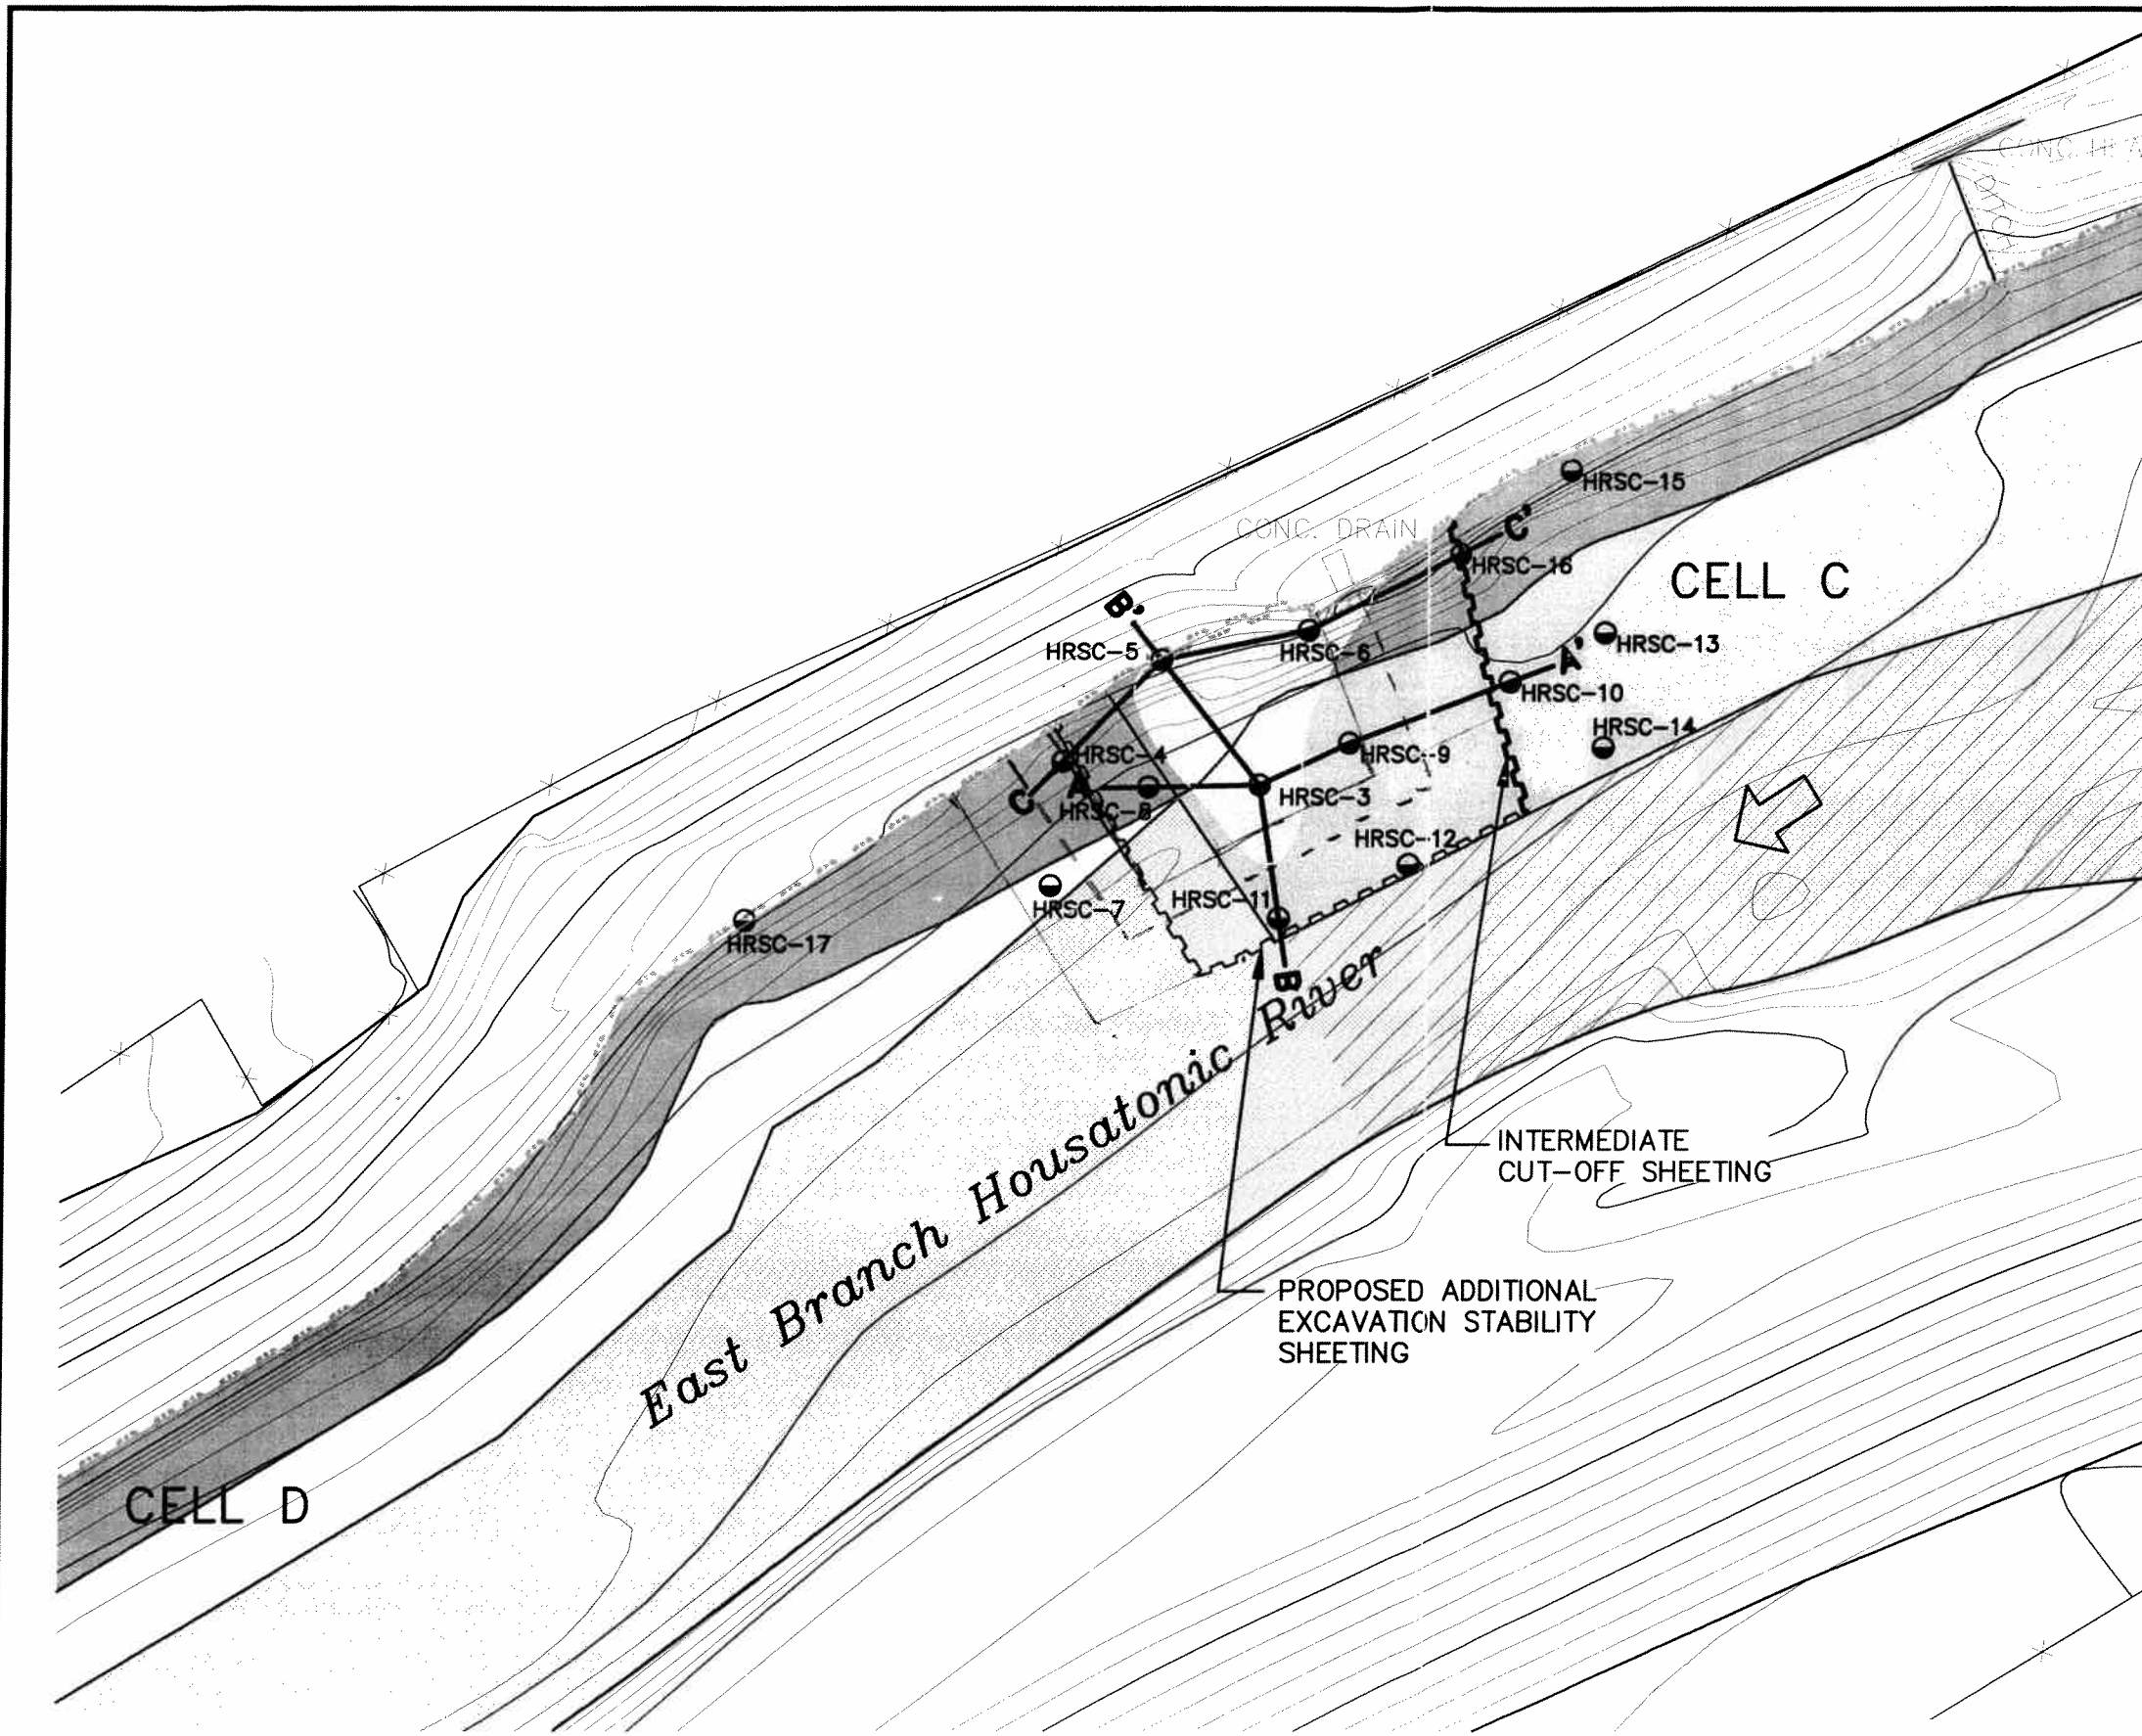 CONC.
DITCH
HRSC-15
CONC. DRAIN
C'
HRSC-16
CELL C
B'
HRSC-5
HRSC-6
HRSC-13
A'
HRSC-10
HRSC-14
HRSC-4
HRSC-9
C
A
HRSC-8
HRSC-3
HRSC-12
HRSC-7
HRSC-11
HRSC-17
B
East Branch Housatonic River
INTERMEDIATE
CUT-OFF SHEETING
PROPOSED ADDITIONAL
EXCAVATION STABILITY
SHEETING
CELL D